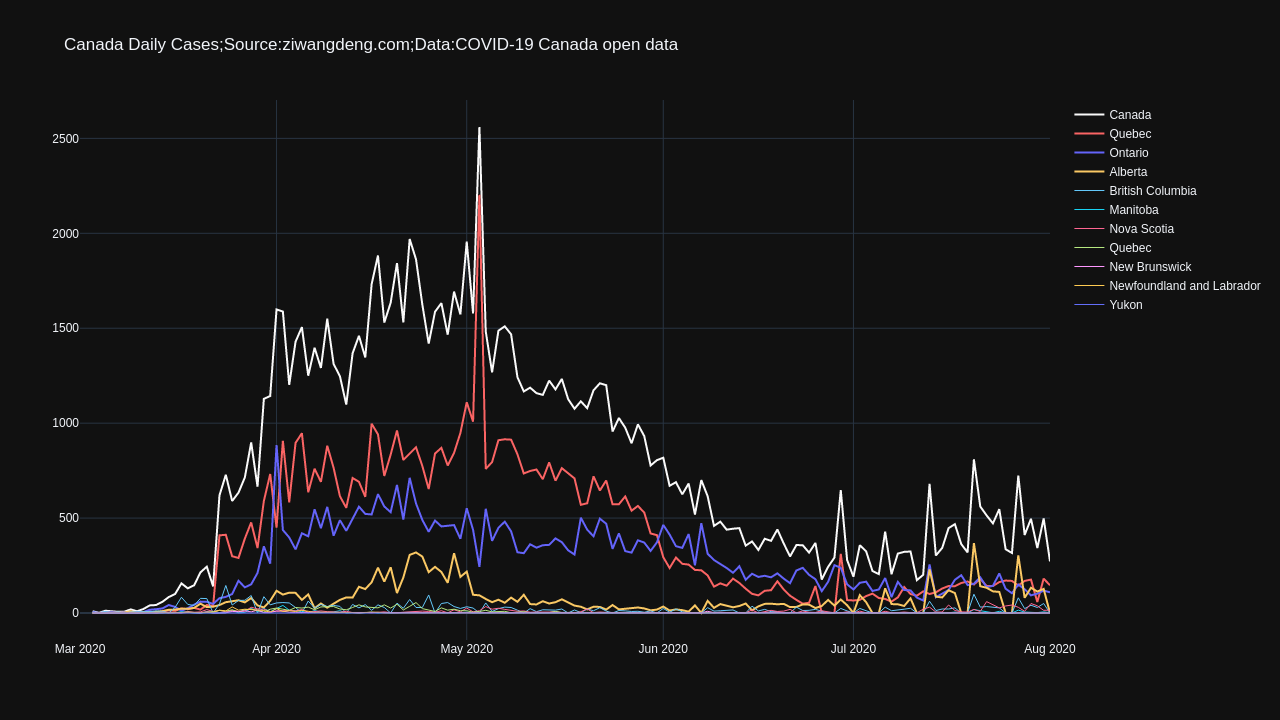 Canada Daily Cases;Source:ziwangdeng.com;Data:COVID-19 Canada open data
2500
2000
1500
1000
500
0
Mar 2020
Apr 2020
May 2020
Jun 2020
Jul 2020
Aug 2020
Canada
Quebec
Ontario
Alberta
British Columbia
Manitoba
Nova Scotia
Quebec
New Brunswick
Newfoundland and Labrador
Yukon